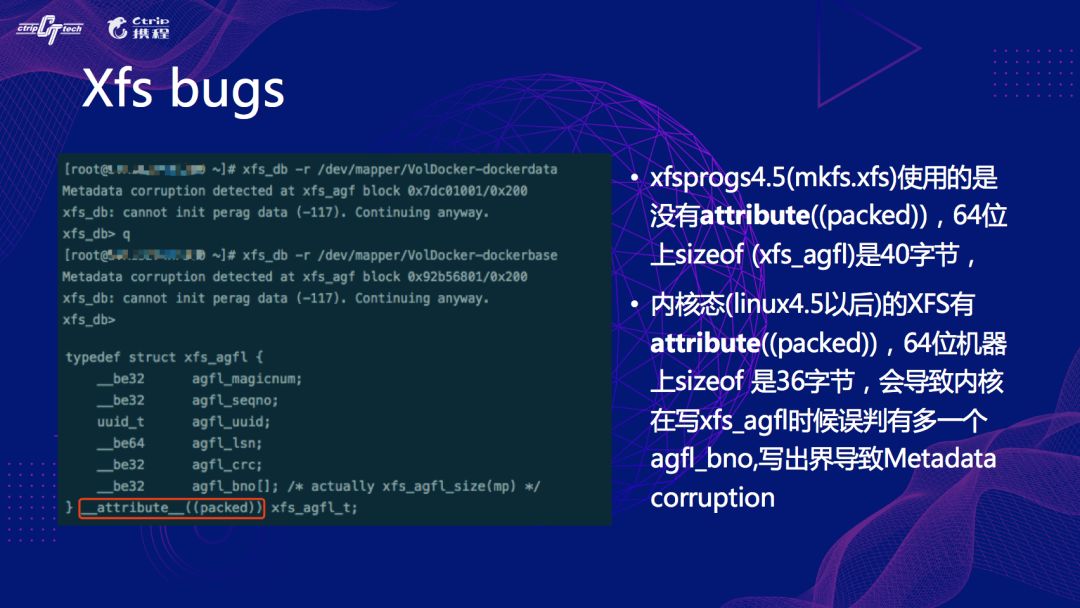 ctrip tech
Ctrip
携程
Xfs bugs
[root@ ~]# xfs_db -r /dev/mapper/VolDocker-dockerdata
Metadata corruption detected at xfs_agf block 0x7dc01001/0x200
xfs_db: cannot init perag data (-117). Continuing anyway.
xfs_db> q
[root@ ~]# xfs_db -r /dev/mapper/VolDocker-dockerbase
Metadata corruption detected at xfs_agf block 0x92b56801/0x200
xfs_db: cannot init perag data (-117). Continuing anyway.
xfs_db>
typedef struct xfs_agfl {
__be32 agfl_magicnum;
__be32 agfl_seqno;
uuid_t agfl_uuid;
__be64 agfl_lsn;
__be32 agfl_crc;
__be32 agfl_bno[]; /* actually xfs_agfl_size(mp) */
} __attribute__((packed)) xfs_agfl_t;
• xfsprogs4.5(mkfs.xfs)使用的是
没有attribute((packed))，64位
上sizeof (xfs_agfl)是40字节，
• 内核态(linux4.5以后)的XFS有
attribute((packed))，64位机器
上sizeof 是36字节，会导致内核
在写xfs_agfl时候误判有多一个
agfl_bno,写出界导致Metadata
corruption